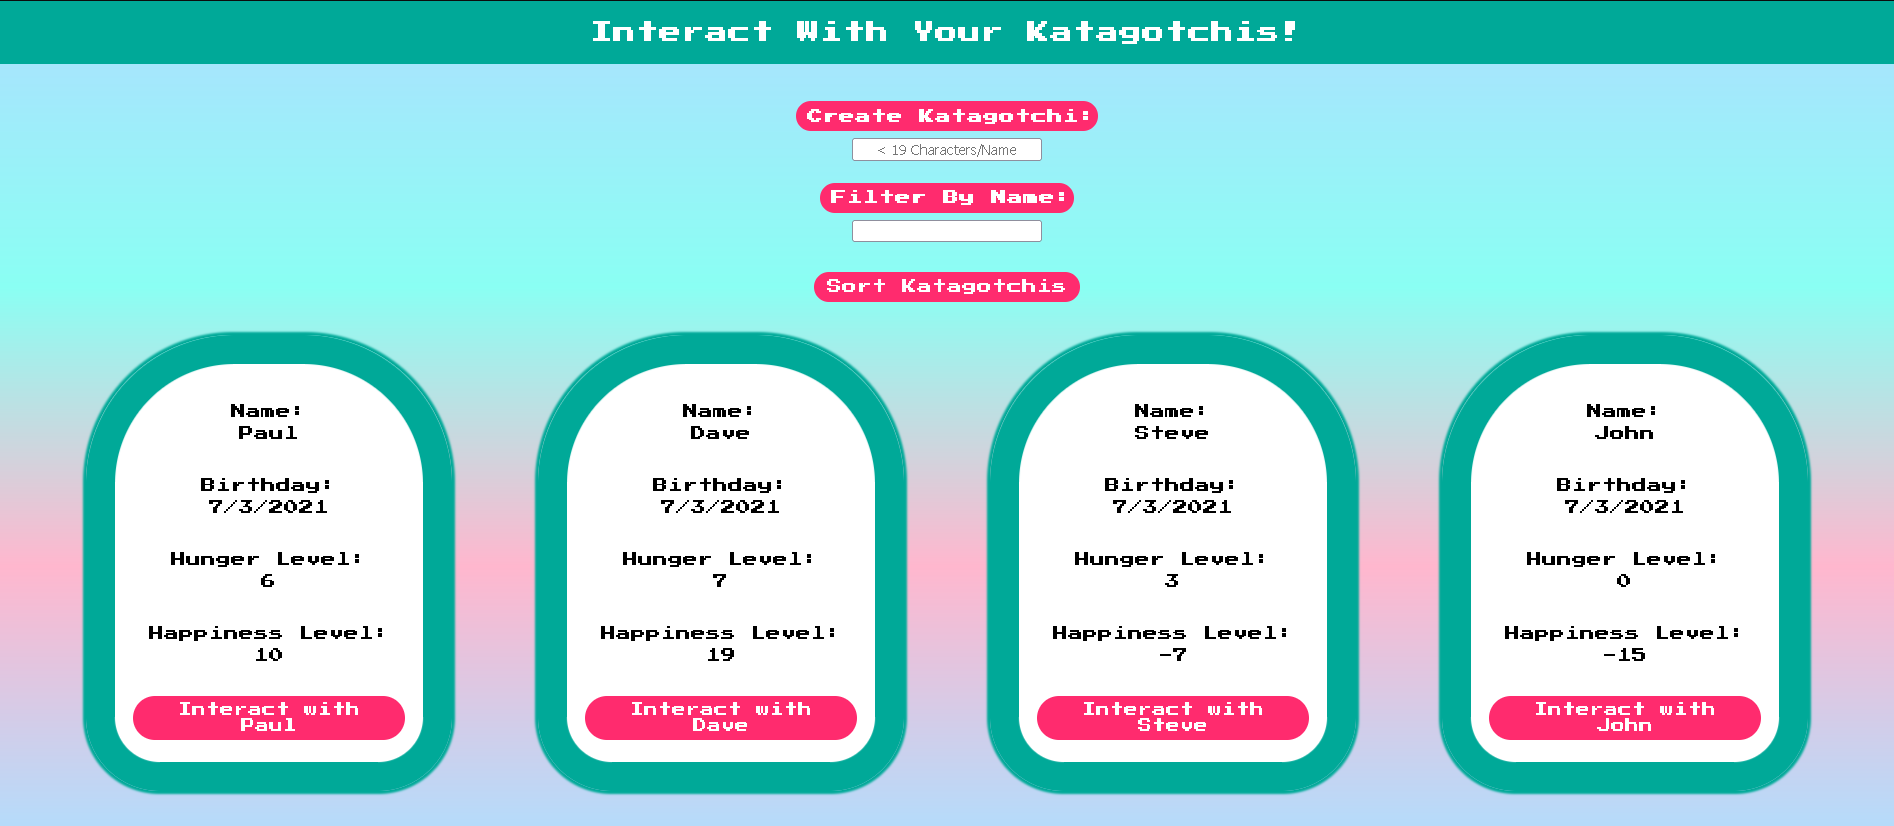 Interact With Your Katagotchis!
Create Katagotchi:
< 19 Characters/Name
Filter By Name:
Sort Katagotchis
Name:
Paul
Birthday:
7/3/2021
Hunger Level:
6
Happiness Level:
10
Interact with
Paul
Name:
Dave
Birthday:
7/3/2021
Hunger Level:
7
Happiness Level:
19
Interact with
Dave
Name:
Steve
Birthday:
7/3/2021
Hunger Level:
3
Happiness Level:
-7
Interact with
Steve
Name:
John
Birthday:
7/3/2021
Hunger Level:
0
Happiness Level:
-15
Interact with
John